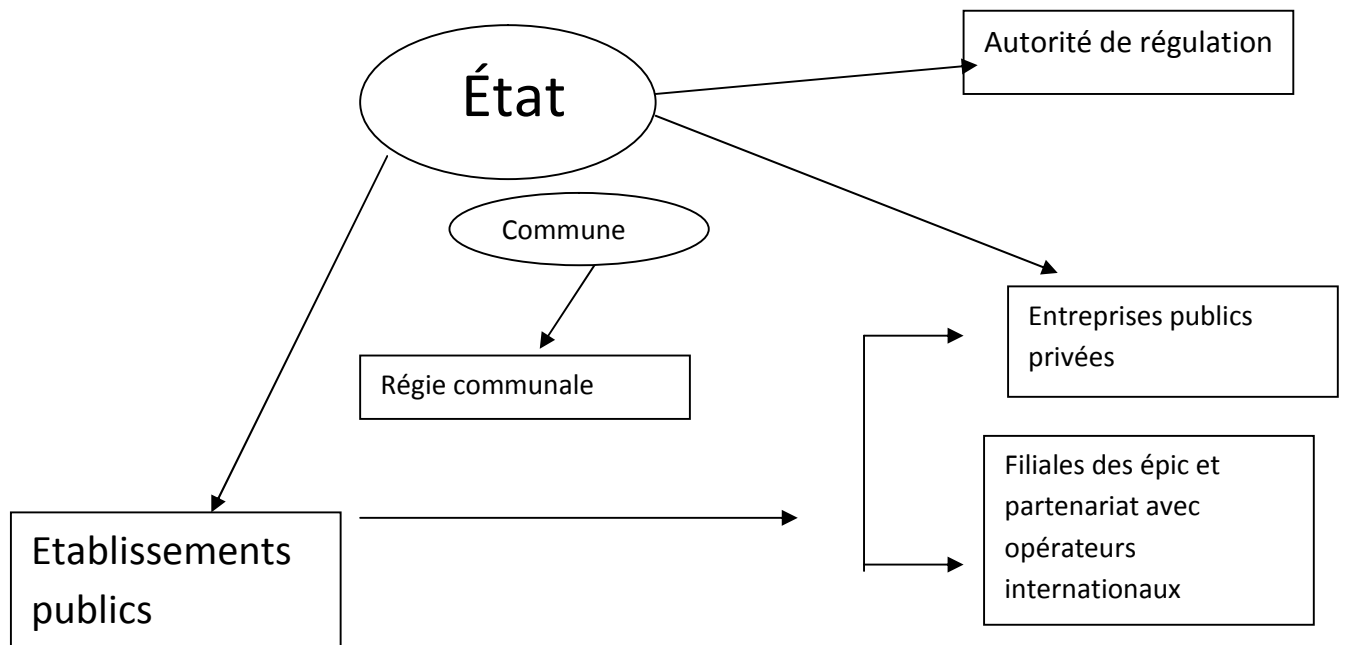 Autorité de régulation
État
Commune
Entreprises publics
privées
Régie communale
Filiales des épic et
partenariat avec
opérateurs
internationaux
Etablissements
publics